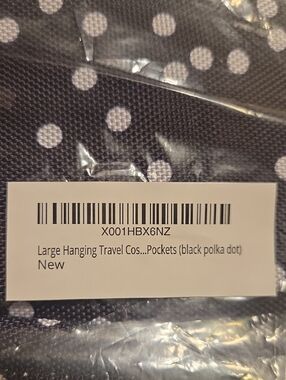 X001HBX6NZ
Large Hanging Travel Cos...Pockets (black polka dot)
New